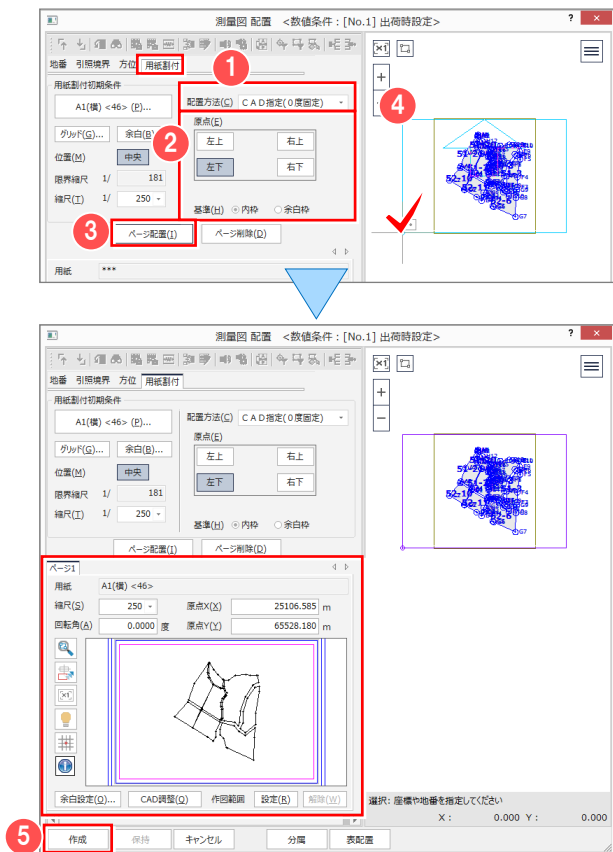 測量図 配置 <数値条件 : [No.1] 出荷時設定>
? ×
地番 引照境界 方位 用紙割付
1
用紙割付初期条件
A1(横) <46> (P)...
配置方法(C) ＣＡＤ指定(０度固定)
2
原点(E)
左上 右上
左下 右下
グリッド(G)... 余白(B)
位置(M) 中央
限界縮尺 1/ 181
縮尺(T) 1/ 250
基準(H) 内枠 余白枠
3
ページ配置(I) ページ削除(D)
用紙 ***
×1
+
4
G7
測量図 配置 <数値条件 : [No.1] 出荷時設定>
? ×
地番 引照境界 方位 用紙割付
用紙割付初期条件
A1(横) <46> (P)...
配置方法(C) ＣＡＤ指定(０度固定)
原点(E)
左上 右上
左下 右下
グリッド(G)... 余白(B)...
位置(M) 中央
限界縮尺 1/ 181
縮尺(T) 1/ 250
基準(H) 内枠 余白枠
ページ配置(I) ページ削除(D)
×1
+
−
G7
ページ1
用紙 A1(横) <46>
縮尺(S) 250 原点X(X) 25106.585 m
回転角(A) 0.0000 度 原点Y(Y) 65528.180 m
×1
余白設定(O)... CAD調整(Q) 作図範囲 設定(R) 解除(W)
選択: 座標や地番を指定してください
X : 0.000 Y : 0.000
5
作成 保持 キャンセル 分属 表配置